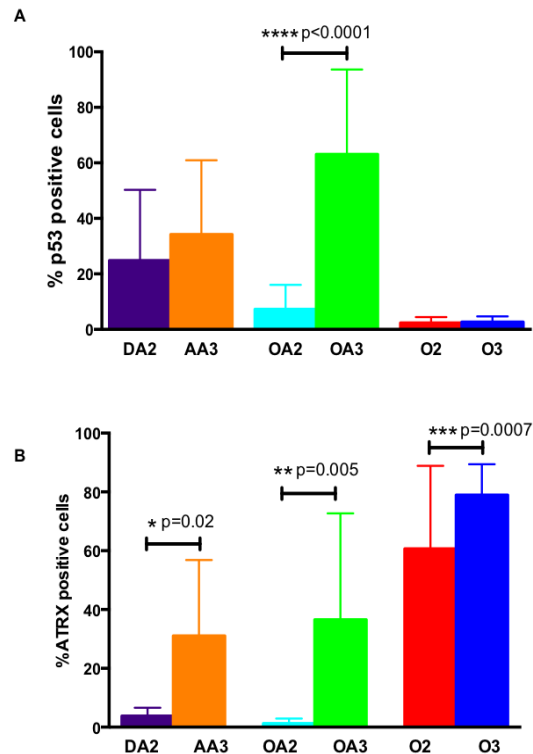 A
**** p<0.0001
100
80
60
40
20
0
% p53 positive cells
DA2 AA3 OA2 OA3 O2 O3
B
*** p=0.0007
** p=0.005
* p=0.02
100
80
60
40
20
0
%ATRX positive cells
DA2 AA3 OA2 OA3 O2 O3